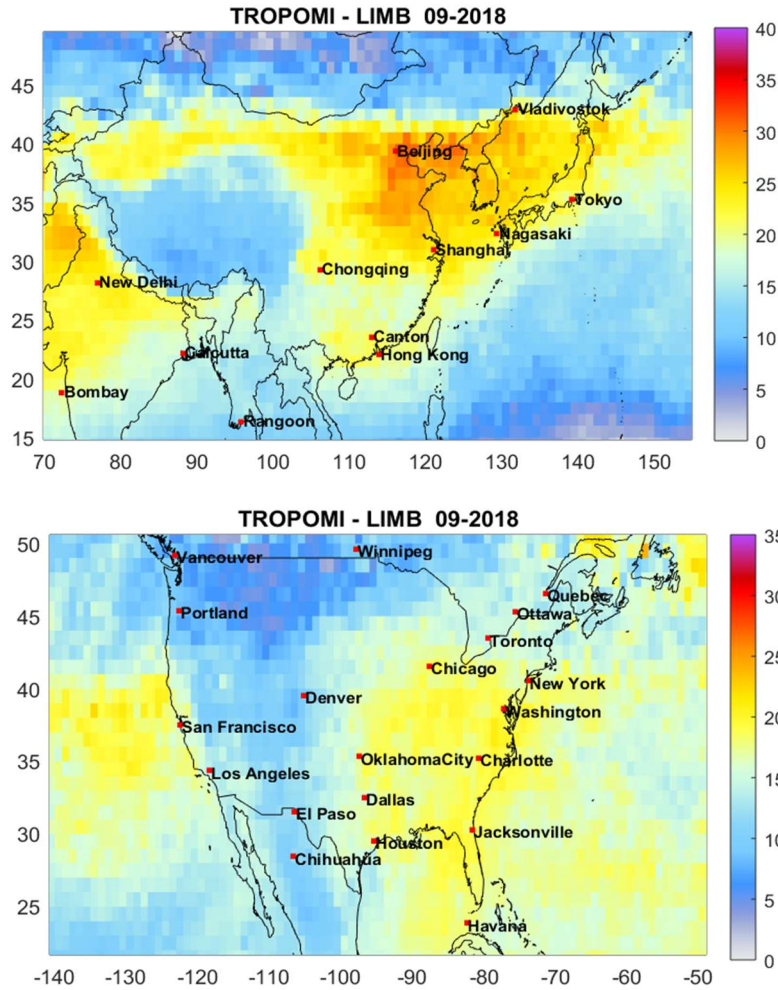 TROPOMI - LIMB 09-2018
40
45
35
Vladivostok
40
30
Beijing
25
35
Tokyo
Nagasaki
20
Shanghai
30
Chongqing
New Delhi
15
25
Canton
10
Calcutta
Hong Kong
20
5
Bombay
Rangoon
15
0
70 80 90 100 110 120 130 140 150
TROPOMI - LIMB 09-2018
35
50
Winnipeg
Vancouver
30
Quebec
45
Portland
Ottawa
Toronto
25
Chicago
40
New York
Denver
Washington
20
San Francisco
35
OklahomaCity
Charlotte
15
Los Angeles
Dallas
El Paso
30
Jacksonville
10
Houston
Chihuahua
25
5
Havana
0
-140 -130 -120 -110 -100 -90 -80 -70 -60 -50